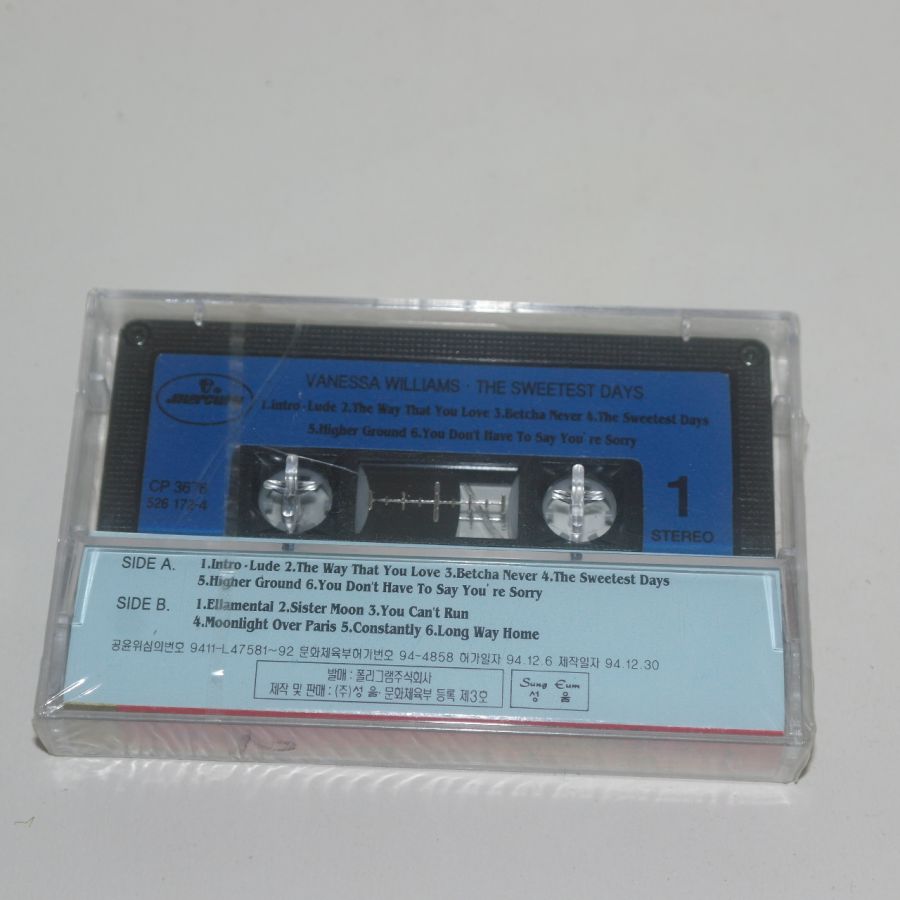 mercury
VANESSA WILLIAMS · THE SWEETEST DAYS
1.Intro·Lude 2.The Way That You Love 3.Betcha Never 4.The Sweetest Days
5.Higher Ground 6.You Don't Have To Say You're Sorry
CP
526 172-4
1
STEREO
SIDE A. 1.Intro·Lude 2.The Way That You Love 3.Betcha Never 4.The Sweetest Days
5.Higher Ground 6.You Don't Have To Say You're Sorry
SIDE B. 1.Ellamental 2.Sister Moon 3.You Can't Run
4.Moonlight Over Paris 5.Constantly 6.Long Way Home
공윤위심의번호 9411-L47581~92 문화체육부허가번호 94-4858 허가일자 94.12.6 제작일자 94.12.30
발매 : 폴리그램주식회사
제작 및 판매 : (주)성 음· 문화체육부 등록 제3호
Sung Eum
성 음